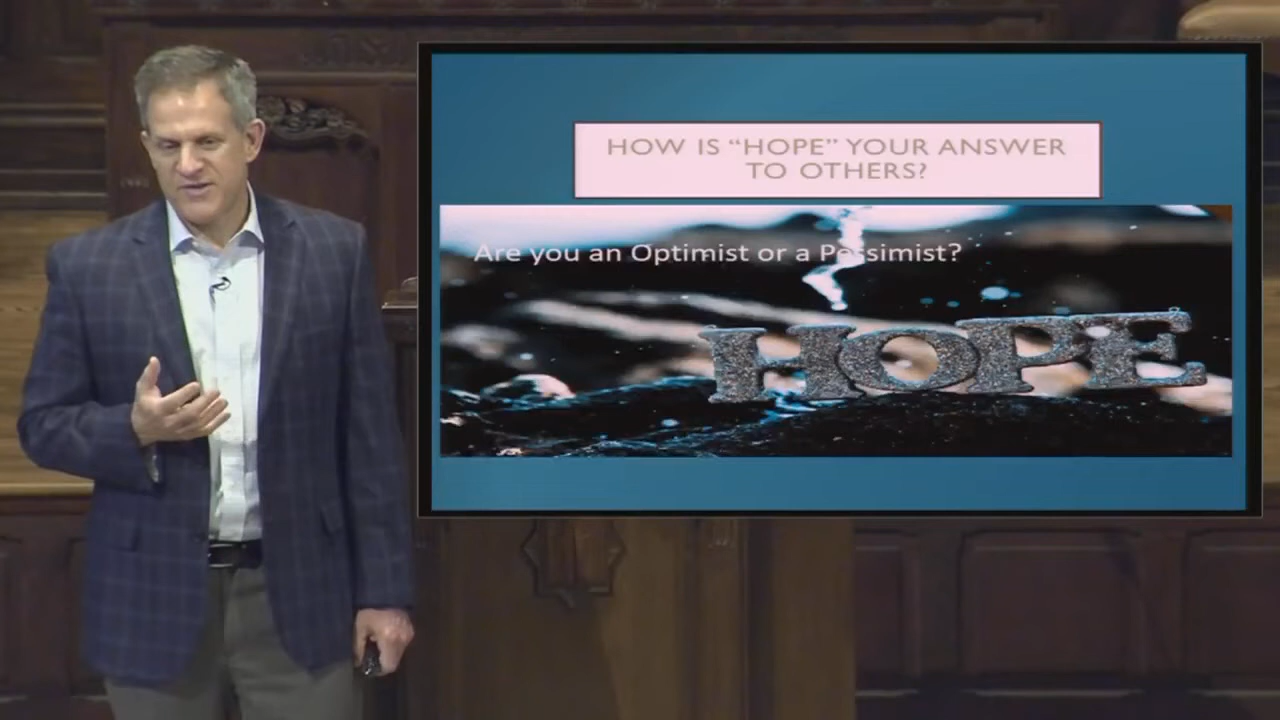 HOW IS “HOPE” YOUR ANSWER
TO OTHERS?
Are you an Optimist or a Pessimist?
HOPE